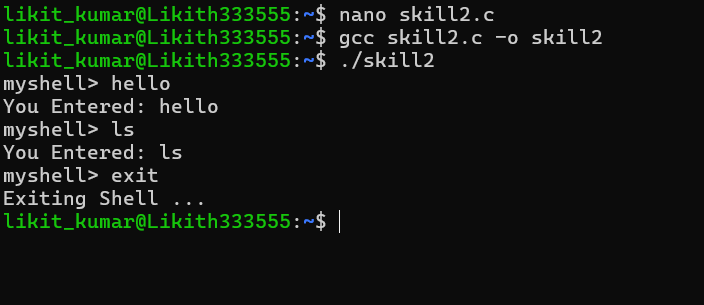 likit_kumar@Likith333555:~$ nano skill2.c
likit_kumar@Likith333555:~$ gcc skill2.c -o skill2
likit_kumar@Likith333555:~$ ./skill2
myshell> hello
You Entered: hello
myshell> ls
You Entered: ls
myshell> exit
Exiting Shell ...
likit_kumar@Likith333555:~$